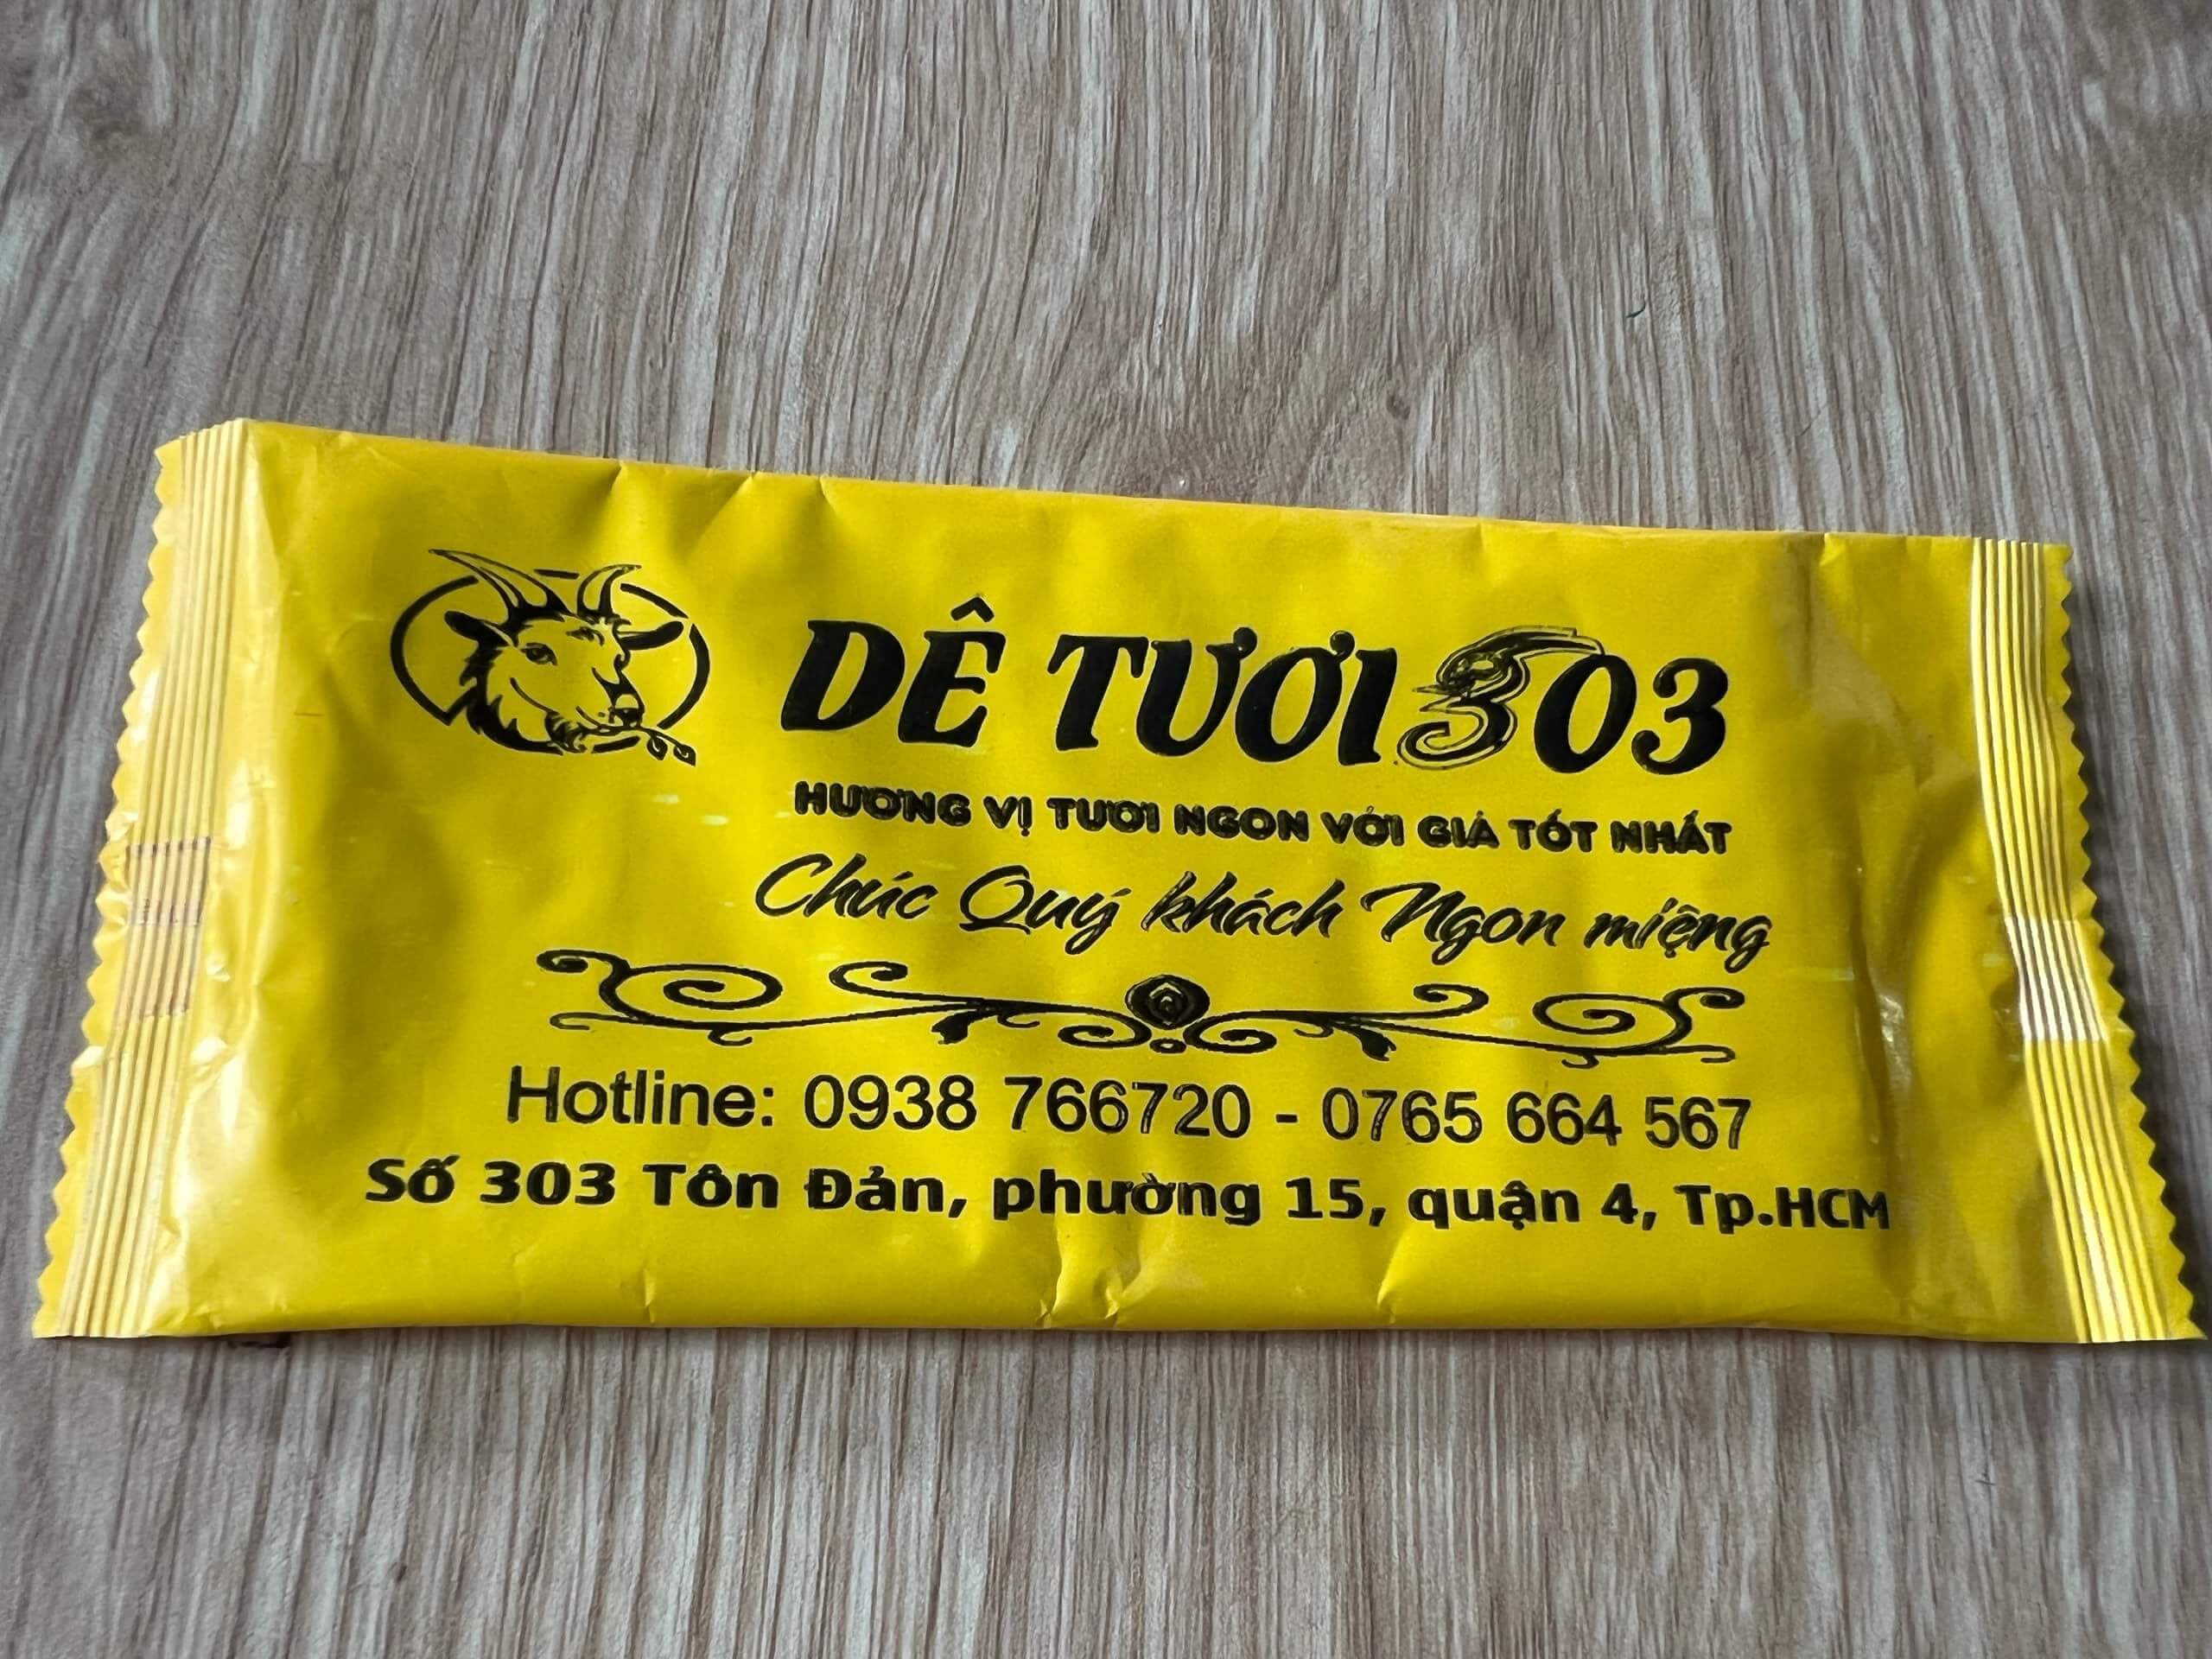 DÊ TƯƠI 303
HƯƠNG VỊ TƯƠI NGON VỚI GIÁ TỐT NHẤT
Chúc Quý khách Ngon miệng
Hotline: 0938 766720 - 0765 664 567
Số 303 Tôn Đản, phường 15, quận 4, Tp.HCM